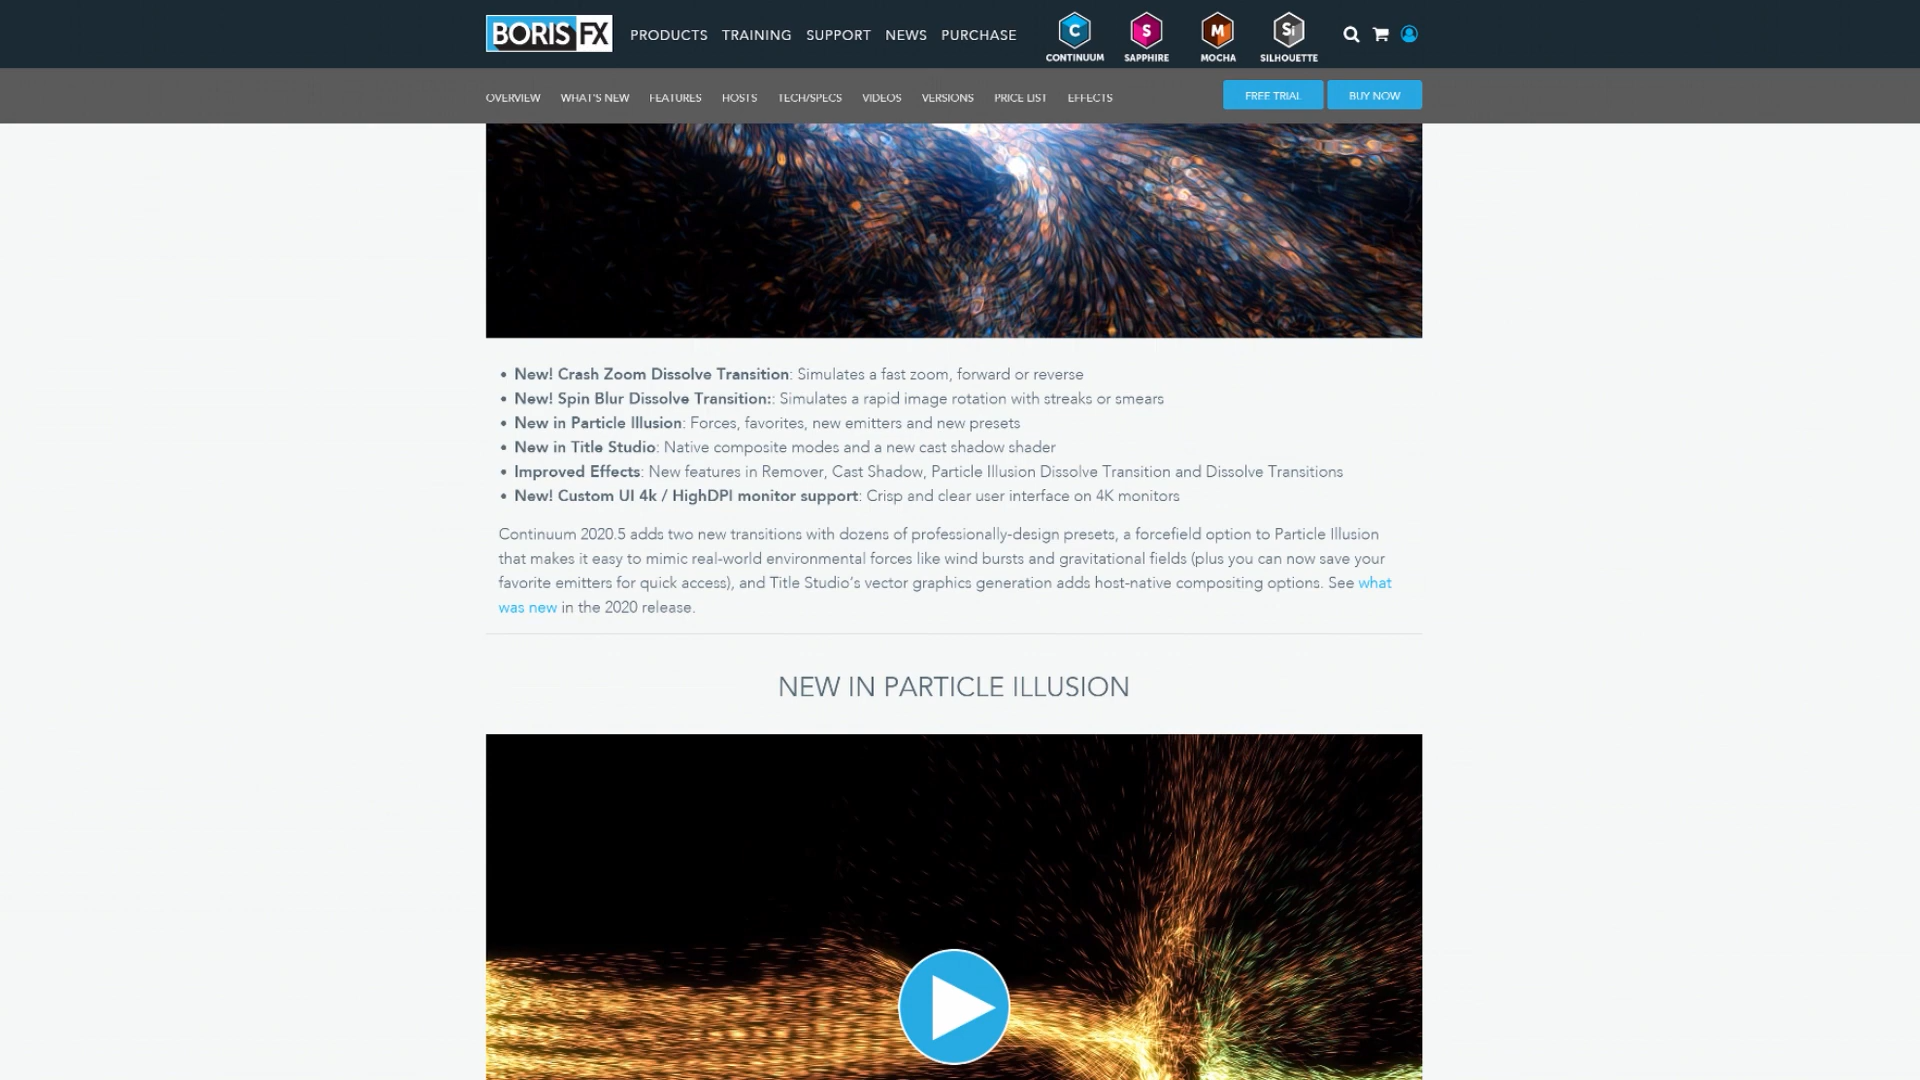 BORIS FX PRODUCTS TRAINING SUPPORT NEWS PURCHASE
C S M Si
CONTINUUM SAPPHIRE MOCHA SILHOUETTE
OVERVIEW WHAT'S NEW FEATURES HOSTS TECH/SPECS VIDEOS VERSIONS PRICE LIST EFFECTS FREE TRIAL BUY NOW
• New! Crash Zoom Dissolve Transition: Simulates a fast zoom, forward or reverse
• New! Spin Blur Dissolve Transition:: Simulates a rapid image rotation with streaks or smears
• New in Particle Illusion: Forces, favorites, new emitters and new presets
• New in Title Studio: Native composite modes and a new cast shadow shader
• Improved Effects: New features in Remover, Cast Shadow, Particle Illusion Dissolve Transition and Dissolve Transitions
• New! Custom UI 4k / HighDPI monitor support: Crisp and clear user interface on 4K monitors
Continuum 2020.5 adds two new transitions with dozens of professionally-design presets, a forcefield option to Particle Illusion
that makes it easy to mimic real-world environmental forces like wind bursts and gravitational fields (plus you can now save your
favorite emitters for quick access), and Title Studio's vector graphics generation adds host-native compositing options. See what
was new in the 2020 release.
NEW IN PARTICLE ILLUSION